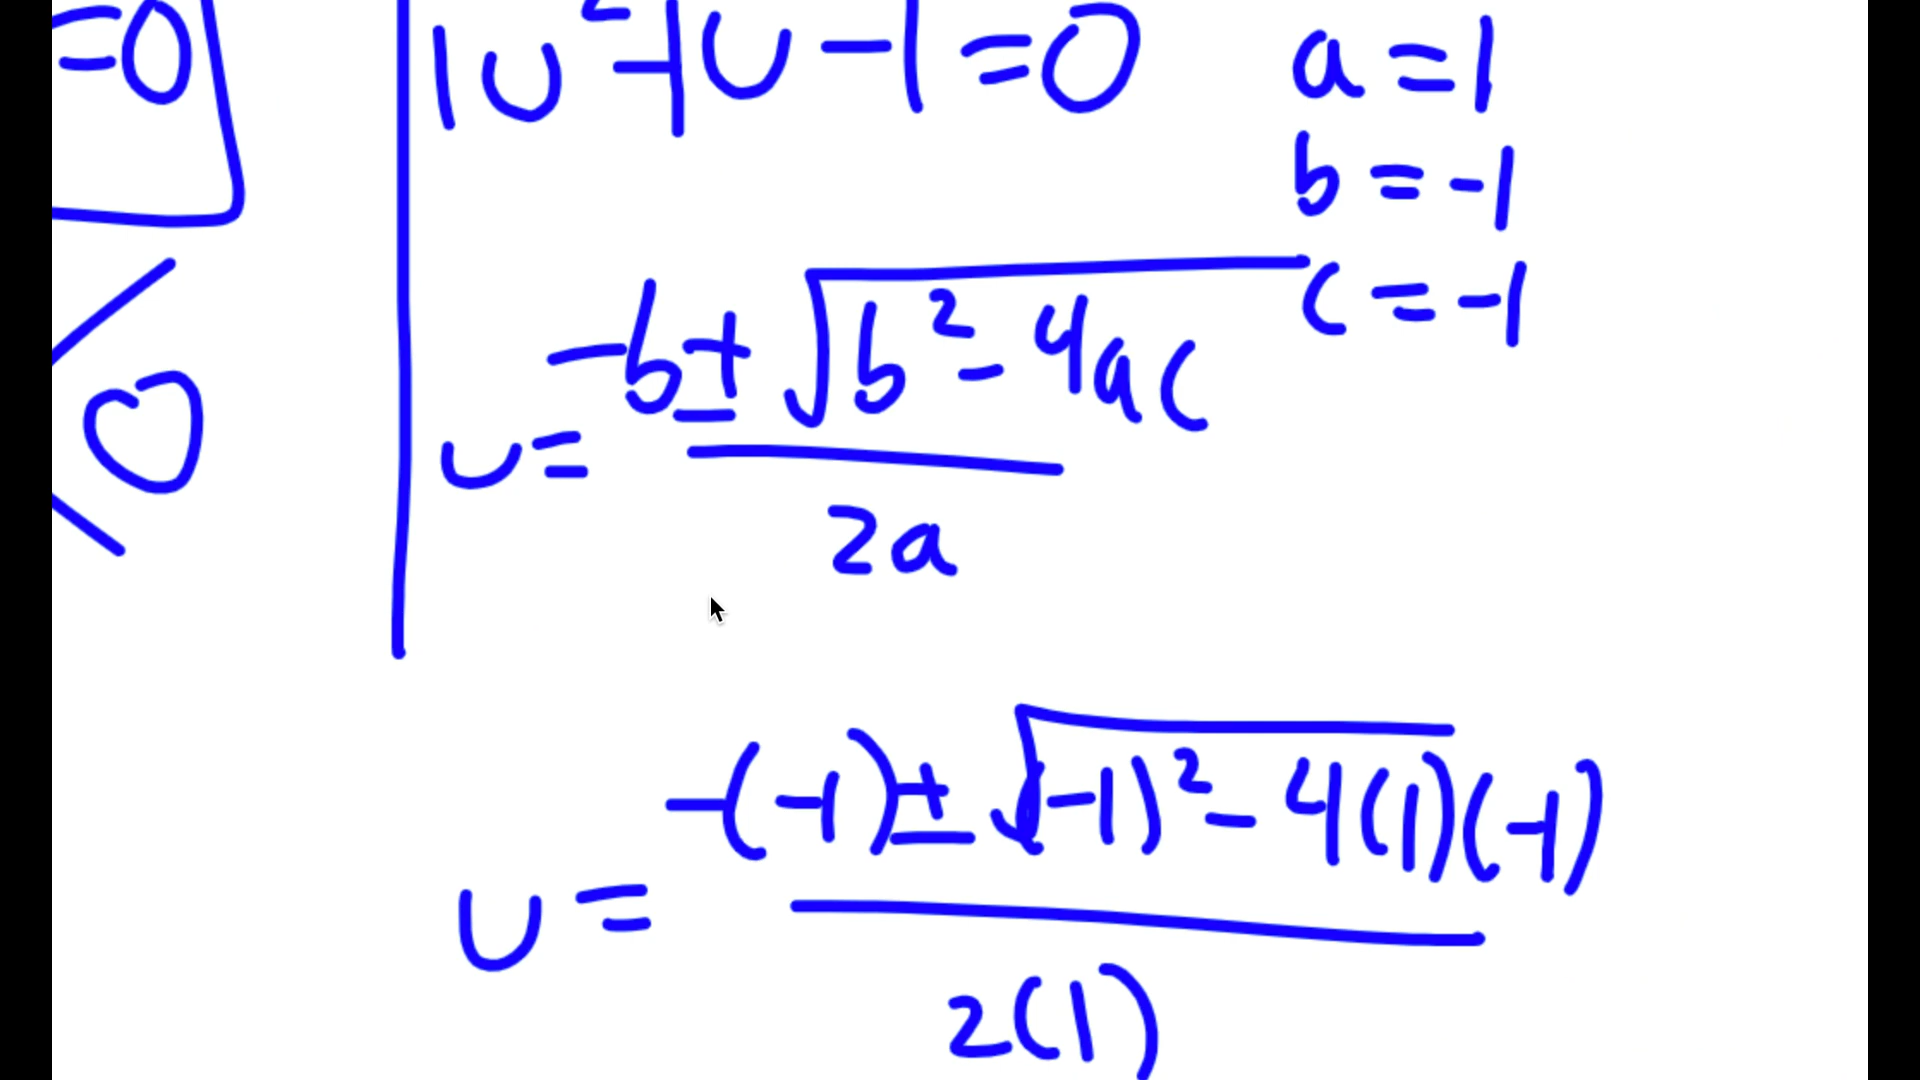 =0
1u²-1u-1=0
a=1
b=-1
c=-1
u= -b±√b²-4ac
2a
0
u= -(-1)±√(-1)²-4(1)(-1)
2(1)